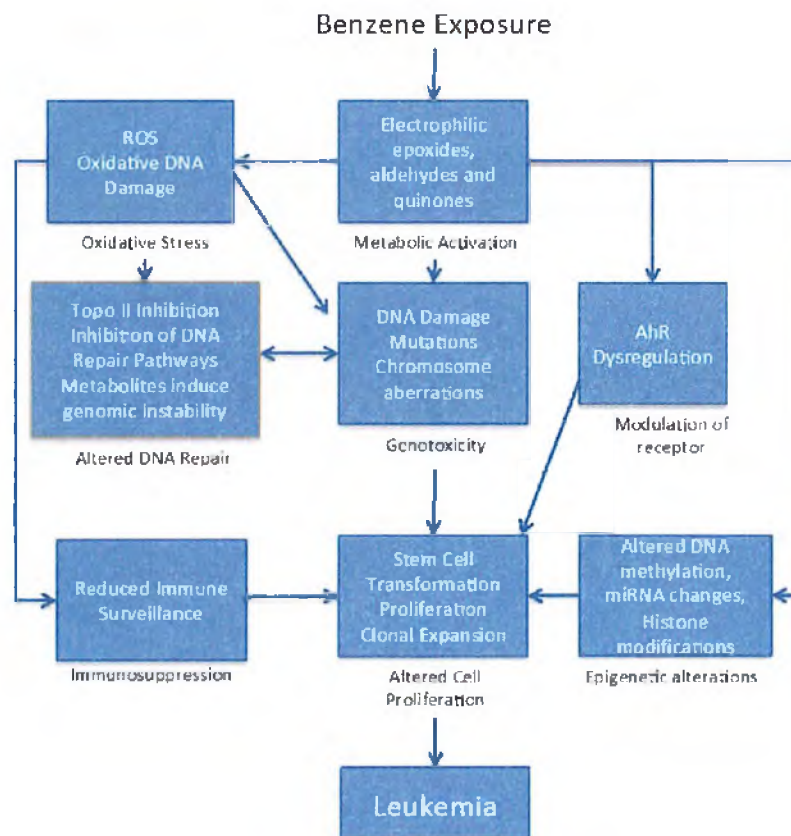 Benzene Exposure
ROS
Oxidative DNA
Damage
Oxidative Stress
Electrophilic
epoxides,
aldehydes and
quinones
Metabolic Activation
Topo II Inhibition
Inhibition of DNA
Repair Pathways
Metabolites induce
genomic instability
Altered DNA Repair
DNA Damage
Mutations
Chromosome
aberrations
Genotoxicity
AhR
Dysregulation
Modulation of
receptor
Reduced Immune
Surveillance
Immunosuppression
Stem Cell
Transformation
Proliferation
Clonal Expansion
Altered Cell
Proliferation
Altered DNA
methylation,
miRNA changes,
Histone
modifications
Epigenetic alterations
Leukemia